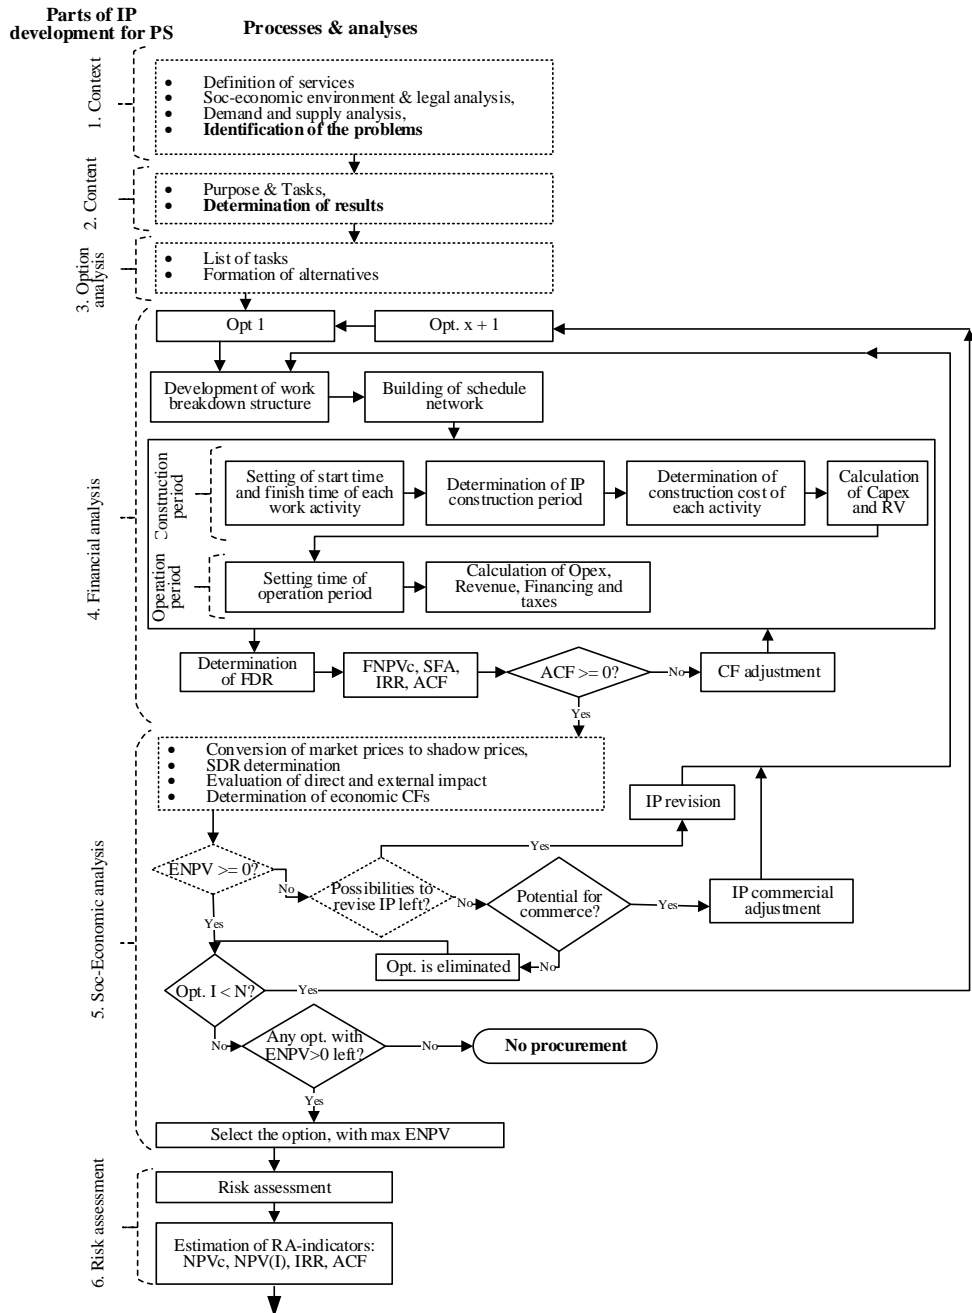 Parts of IP
development for PS
Processes & analyses
1. Context
• Definition of services
• Soc-economic environment & legal analysis,
• Demand and supply analysis,
• Identification of the problems
2. Content
• Purpose & Tasks,
• Determination of results
3. Option
analysis
• List of tasks
• Formation of alternatives
4. Financial analysis
Opt 1
Opt. x + 1
Development of work
breakdown structure
Building of schedule
network
Construction
period
Setting of start time
and finish time of each
work activity
Determination of IP
construction period
Determination of
construction cost of
each activity
Calculation
of Capex
and RV
Operation
period
Setting time of
operation period
Calculation of Opex,
Revenue, Financing and
taxes
Determination
of FDR
FNPVc, SFA,
IRR, ACF
ACF >= 0?
No
CF adjustment
Yes
5. Soc-Economic analysis
• Conversion of market prices to shadow prices,
• SDR determination
• Evaluation of direct and external impact
• Determination of economic CFs
IP revision
Yes
ENPV >= 0?
No
Possibilities to
revise IP left?
No
Potential for
commerce?
Yes
IP commercial
adjustment
Yes
Opt. is eliminated
No
Opt. I < N?
Yes
No
Any opt. with
ENPV>0 left?
No
No procurement
Yes
Select the option, with max ENPV
6. Risk assessment
Risk assessment
Estimation of RA-indicators:
NPVc, NPV(I), IRR, ACF